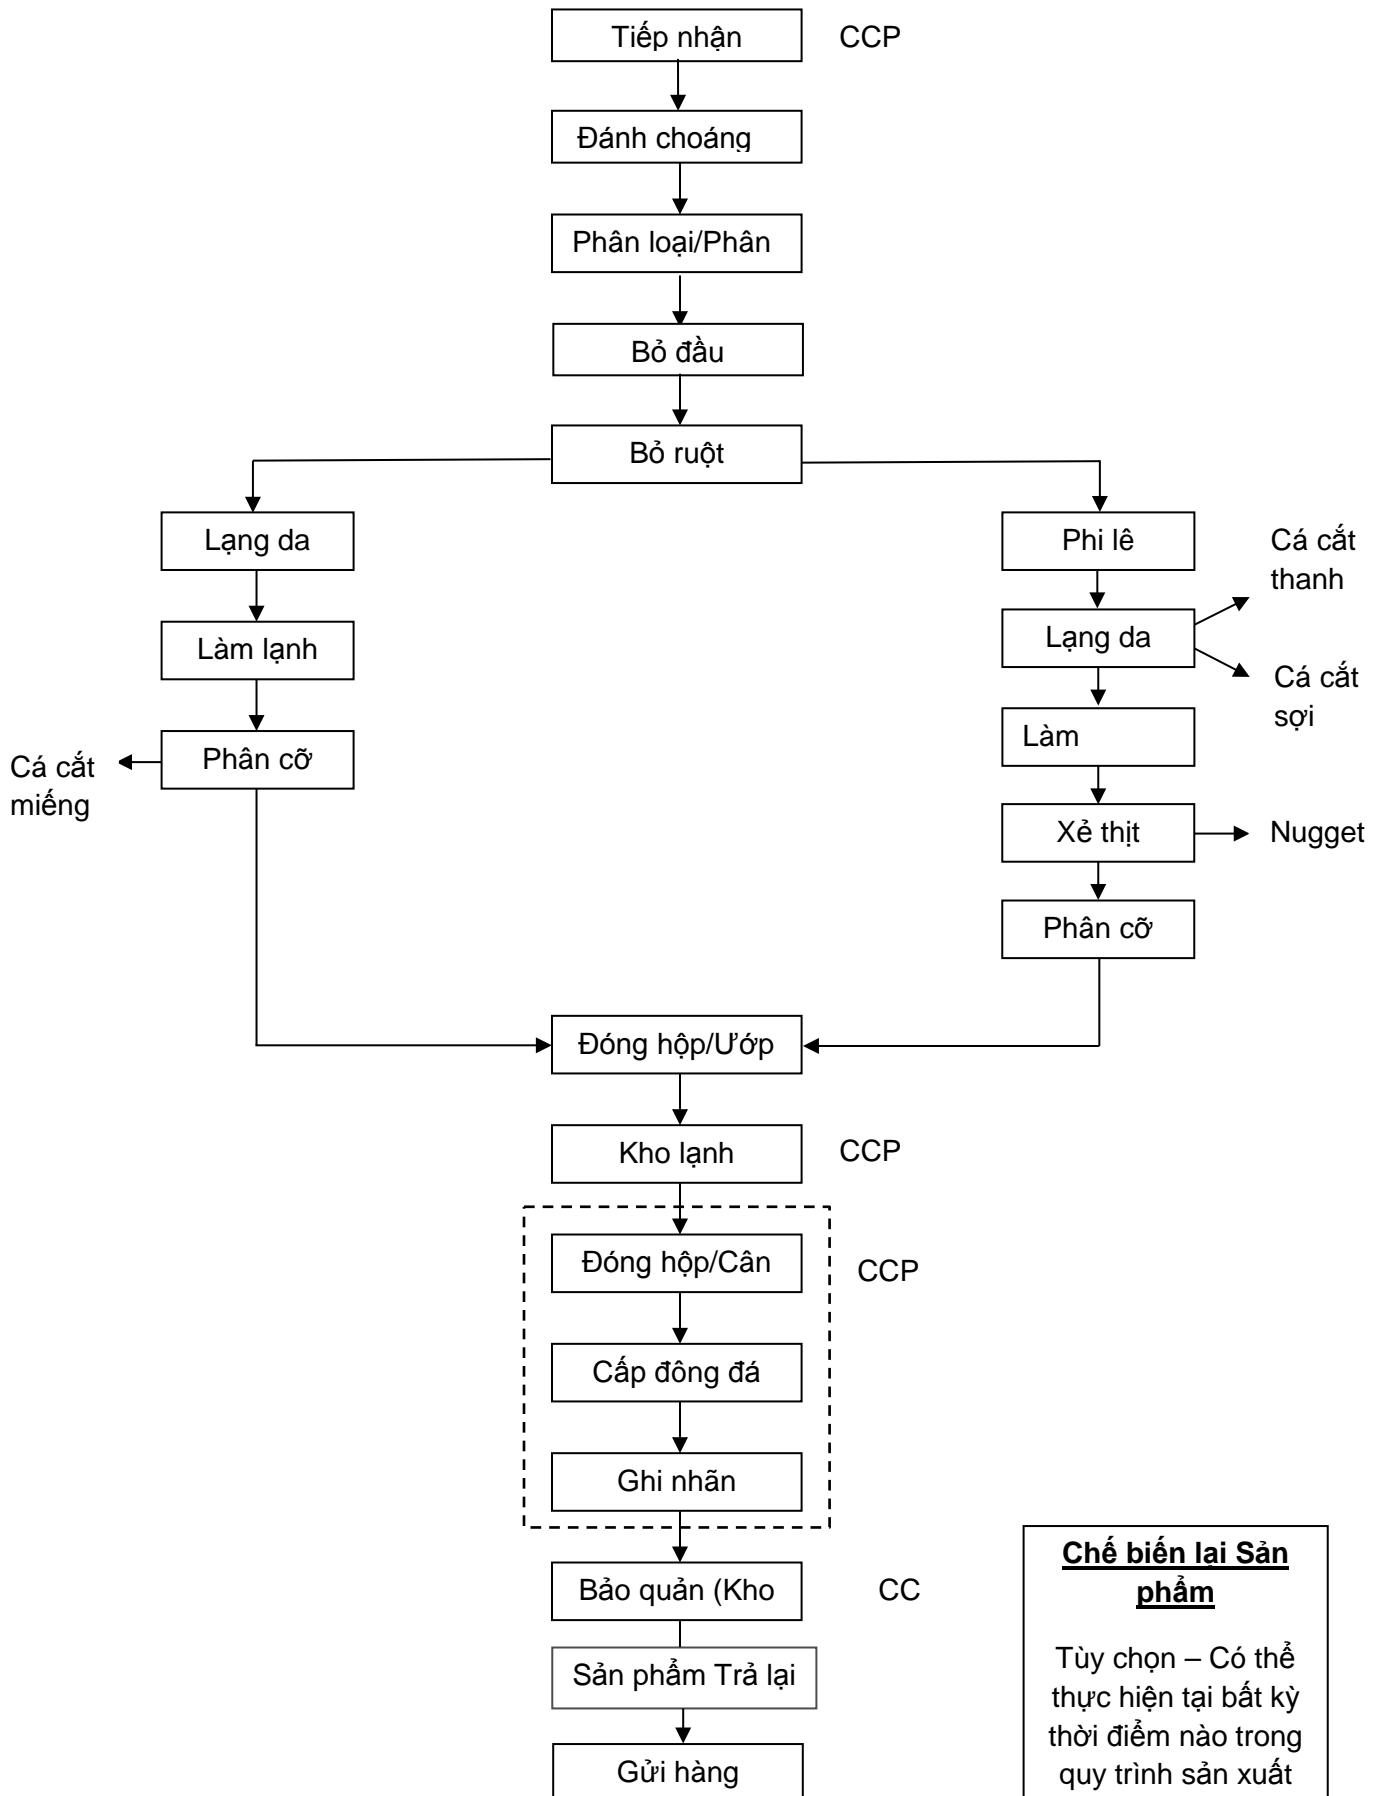 Tiếp nhận
CCP
Đánh choáng
Phân loại/Phân
Bỏ đầu
Bỏ ruột
Lạng da
Làm lạnh
Phân cỡ
Cá cắt
miếng
Phi lê
Lạng da
Cá cắt
thanh
Cá cắt
sợi
Làm
Xẻ thịt
Nugget
Phân cỡ
Đóng hộp/Ướp
Kho lạnh
CCP
Đóng hộp/Cân
CCP
Cấp đông đá
Ghi nhãn
Bảo quản (Kho
CC
Sản phẩm Trả lại
Gửi hàng
Chế biến lại Sản
phẩm
Tùy chọn – Có thể
thực hiện tại bất kỳ
thời điểm nào trong
quy trình sản xuất